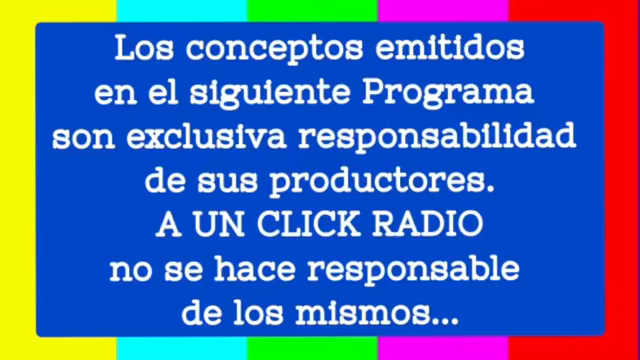 Los conceptos emitidos
en el siguiente Programa
son exclusiva responsabilidad
de sus productores.
A UN CLICK RADIO
no se hace responsable
de los mismos...